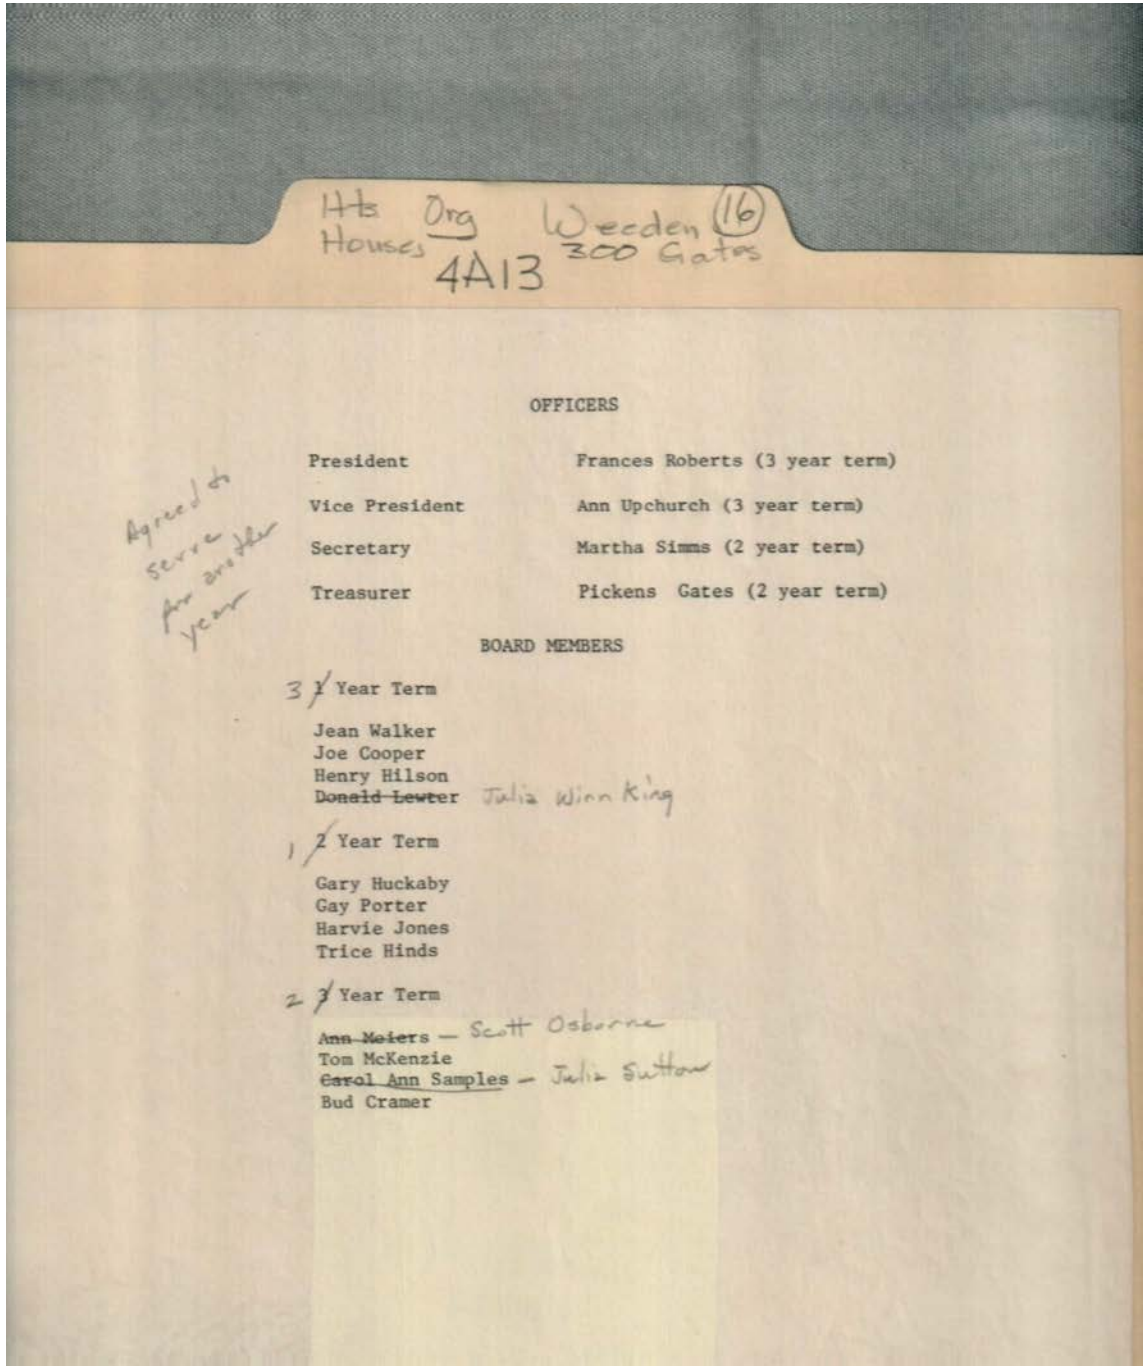 Hts Org Weeden 16
Houses 300 Gates
4A13
OFFICERS
President Frances Roberts (3 year term)
Vice President Ann Upchurch (3 year term)
Secretary Martha Simms (2 year term)
Treasurer Pickens Gates (2 year term)
Agreed to
serve
for another
year
BOARD MEMBERS
3 1 Year Term
Jean Walker
Joe Cooper
Henry Hilson
Donald Lewter Julia Winn King
1 2 Year Term
Gary Huckaby
Gay Porter
Harvie Jones
Trice Hinds
2 3 Year Term
Ann Meiers — Scott Osborne
Tom McKenzie
Carol Ann Samples — Julia Sutton
Bud Cramer